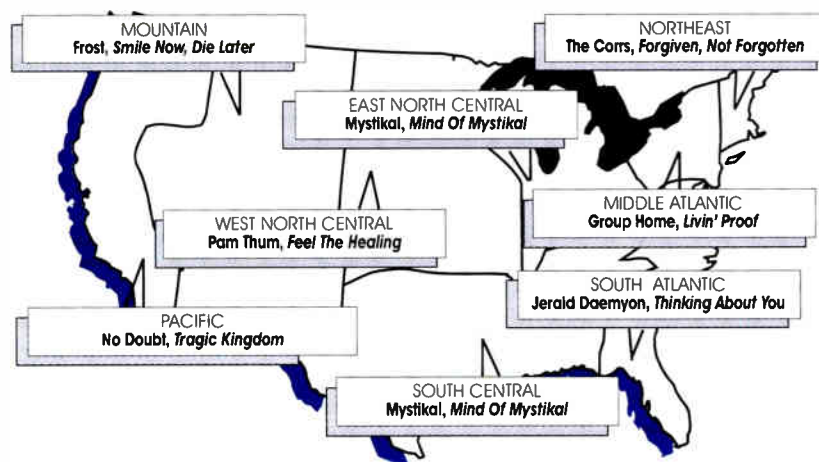 MOUNTAIN
Frost, Smile Now, Die Later
NORTHEAST
The Corrs, Forgiven, Not Forgotten
EAST NORTH CENTRAL
Mystikal, Mind Of Mystikal
MIDDLE ATLANTIC
Group Home, Livin' Proof
WEST NORTH CENTRAL
Pam Thum, Feel The Healing
SOUTH ATLANTIC
Jerald Daemyon, Thinking About You
PACIFIC
No Doubt, Tragic Kingdom
SOUTH CENTRAL
Mystikal, Mind Of Mystikal